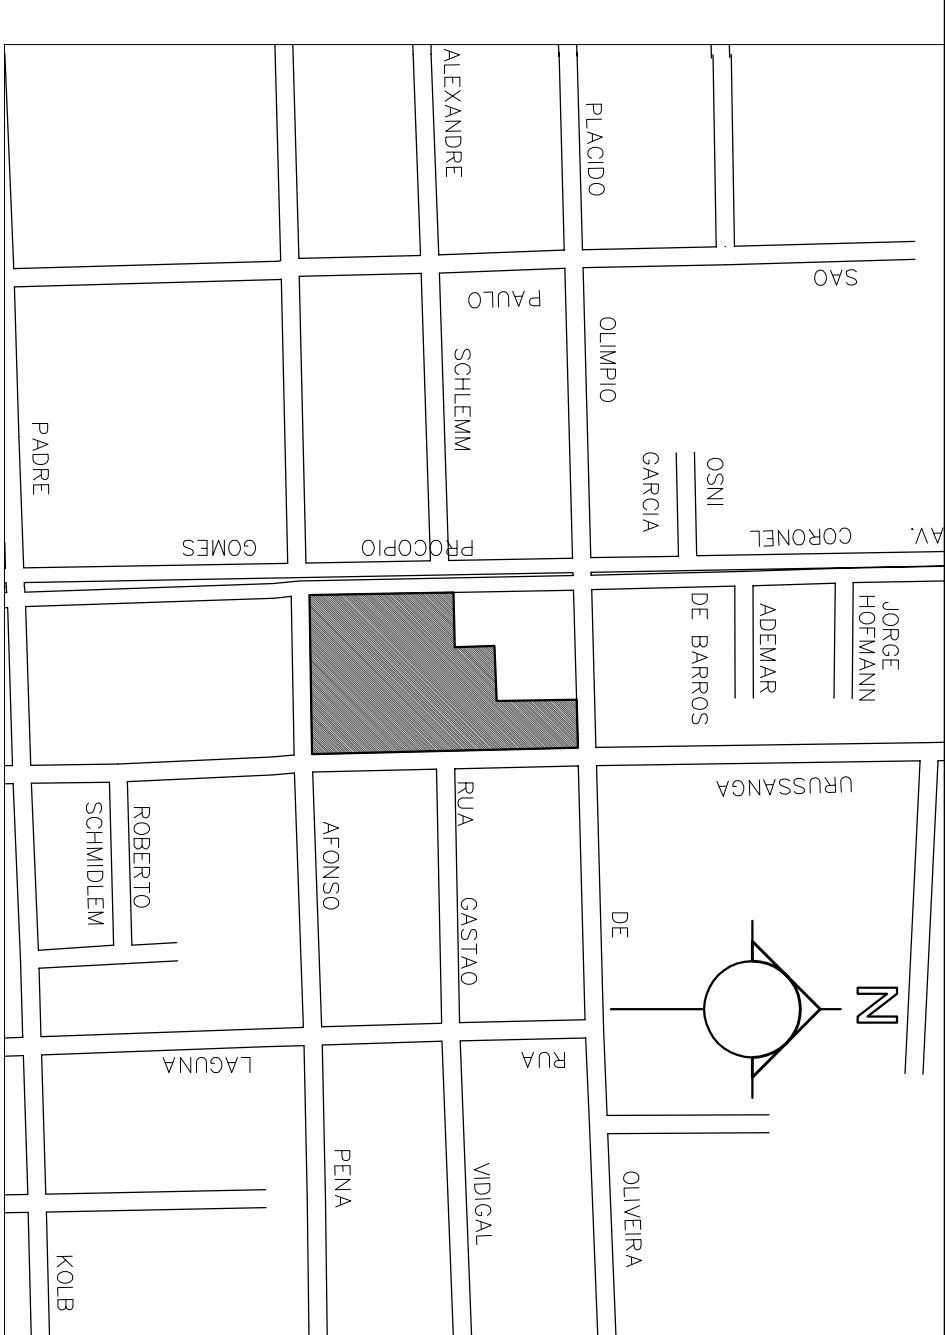 ALEXANDRE
PLACIDO
SAO
PAULO
OLIMPIO
SCHLEMM
PADRE
GARCIA
OSNI
GOMES
PROCOPIO
CORONEL
AV.
JORGE
HOFMANN
ADEMAR
DE BARROS
URUSSANGA
RUA
ROBERTO
SCHMIDLEM
AFONSO
GASTAO
DE
N
LAGUNA
RUA
PENA
VIDIGAL
OLIVEIRA
KOLB